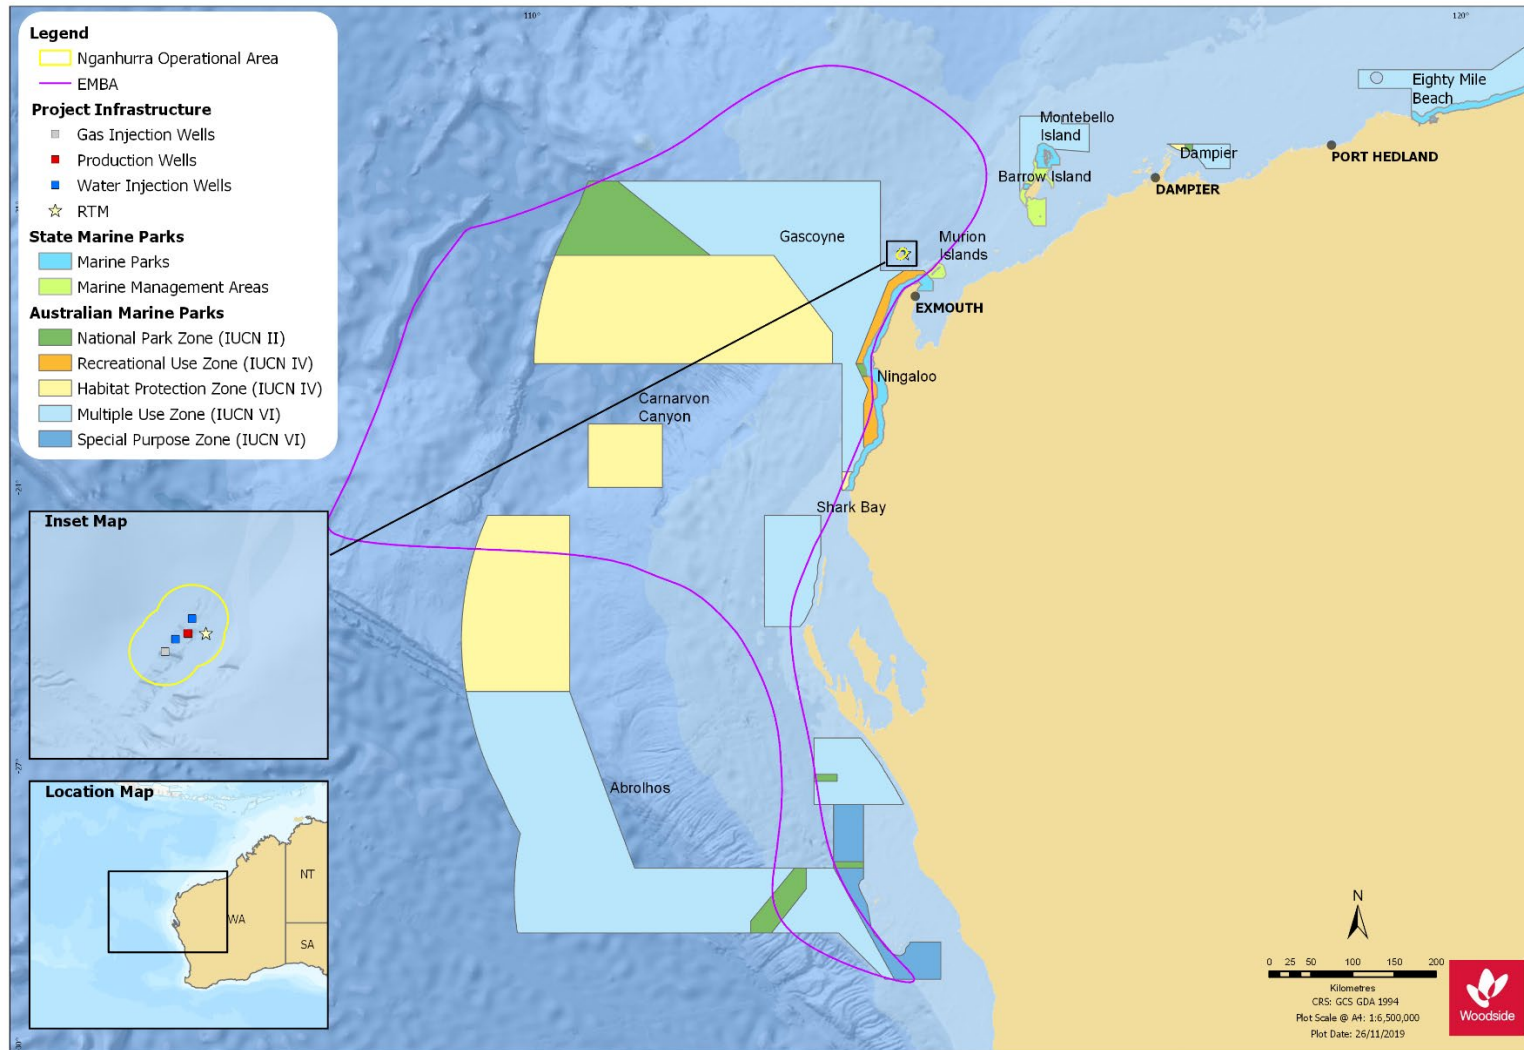 110°
120°
Legend
Nganhurra Operational Area
EMBA
Project Infrastructure
Gas Injection Wells
Production Wells
Water Injection Wells
RTM
State Marine Parks
Marine Parks
Marine Management Areas
Australian Marine Parks
National Park Zone (IUCN II)
Recreational Use Zone (IUCN IV)
Habitat Protection Zone (IUCN IV)
Multiple Use Zone (IUCN VI)
Special Purpose Zone (IUCN VI)
Eighty Mile
Beach
Montebello
Island
Barrow Island
Dampier
PORT HEDLAND
DAMPIER
Gascoyne
Murion
Islands
EXMOUTH
Ningaloo
Carnarvon
Canyon
Shark Bay
Abrolhos
-27°
Inset Map
Location Map
NT
WA
SA
N
0 25 50 100 150 200
Kilometres
CRS: GCS GDA 1994
Plot Scale @ A4: 1:6,500,000
Plot Date: 26/11/2019
Woodside